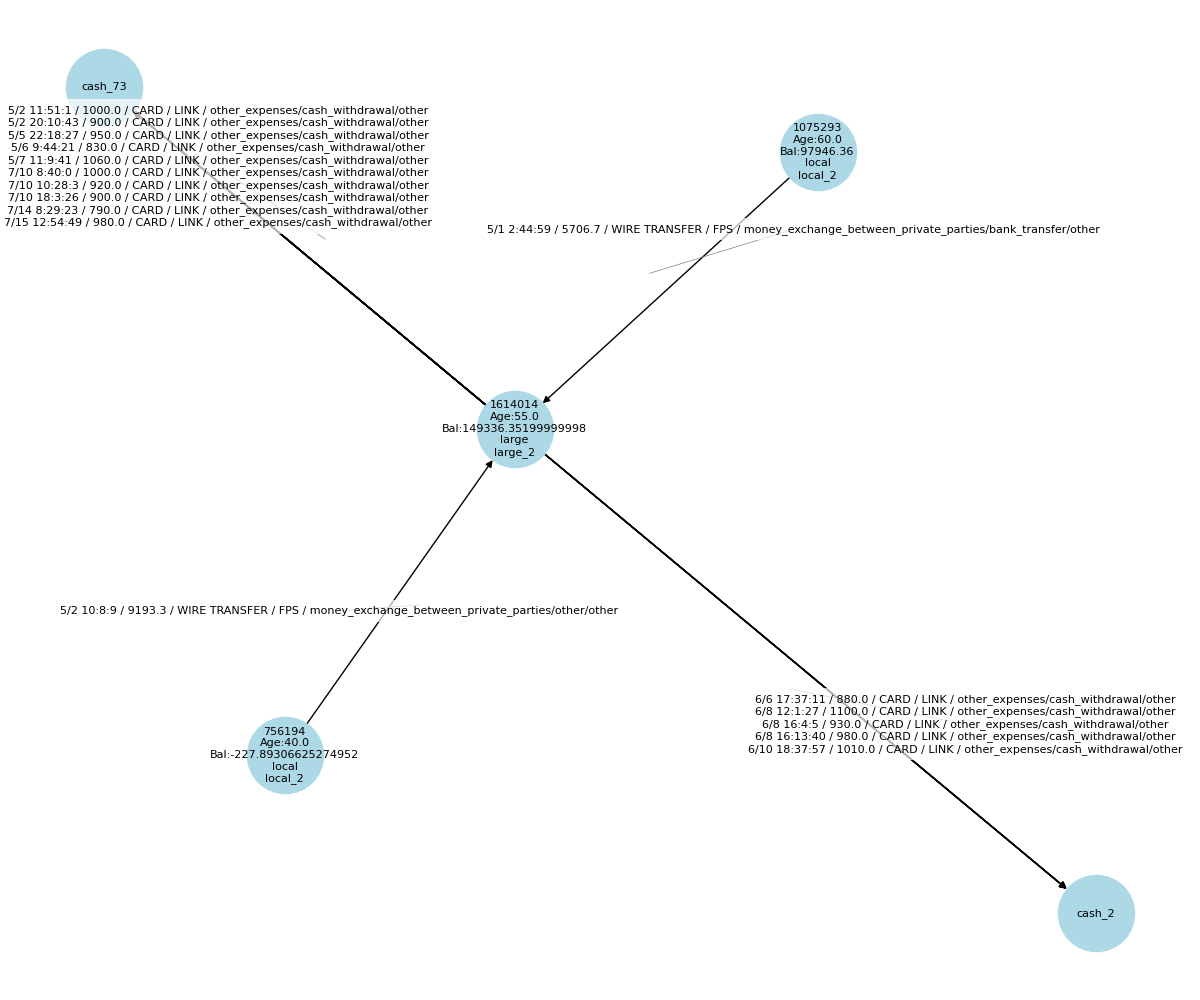 cash_73
5/2 11:51:1 / 1000.0 / CARD / LINK / other_expenses/cash_withdrawal/other
5/2 20:10:43 / 900.0 / CARD / LINK / other_expenses/cash_withdrawal/other
5/5 22:18:27 / 950.0 / CARD / LINK / other_expenses/cash_withdrawal/other
5/6 9:44:21 / 830.0 / CARD / LINK / other_expenses/cash_withdrawal/other
5/7 11:9:41 / 1060.0 / CARD / LINK / other_expenses/cash_withdrawal/other
7/10 8:40:0 / 1000.0 / CARD / LINK / other_expenses/cash_withdrawal/other
7/10 10:28:3 / 920.0 / CARD / LINK / other_expenses/cash_withdrawal/other
7/10 18:3:26 / 900.0 / CARD / LINK / other_expenses/cash_withdrawal/other
7/14 8:29:23 / 790.0 / CARD / LINK / other_expenses/cash_withdrawal/other
7/15 12:54:49 / 980.0 / CARD / LINK / other_expenses/cash_withdrawal/other
1075293
Age:60.0
Bal:97946.36
local
local_2
5/1 2:44:59 / 5706.7 / WIRE TRANSFER / FPS / money_exchange_between_private_parties/bank_transfer/other
1614014
Age:55.0
Bal:149336.35199999998
large
large_2
5/2 10:8:9 / 9193.3 / WIRE TRANSFER / FPS / money_exchange_between_private_parties/other/other
756194
Age:40.0
Bal:-227.89306625274952
local
local_2
6/6 17:37:11 / 880.0 / CARD / LINK / other_expenses/cash_withdrawal/other
6/8 12:1:27 / 1100.0 / CARD / LINK / other_expenses/cash_withdrawal/other
6/8 16:4:5 / 930.0 / CARD / LINK / other_expenses/cash_withdrawal/other
6/8 16:13:40 / 980.0 / CARD / LINK / other_expenses/cash_withdrawal/other
6/10 18:37:57 / 1010.0 / CARD / LINK / other_expenses/cash_withdrawal/other
cash_2